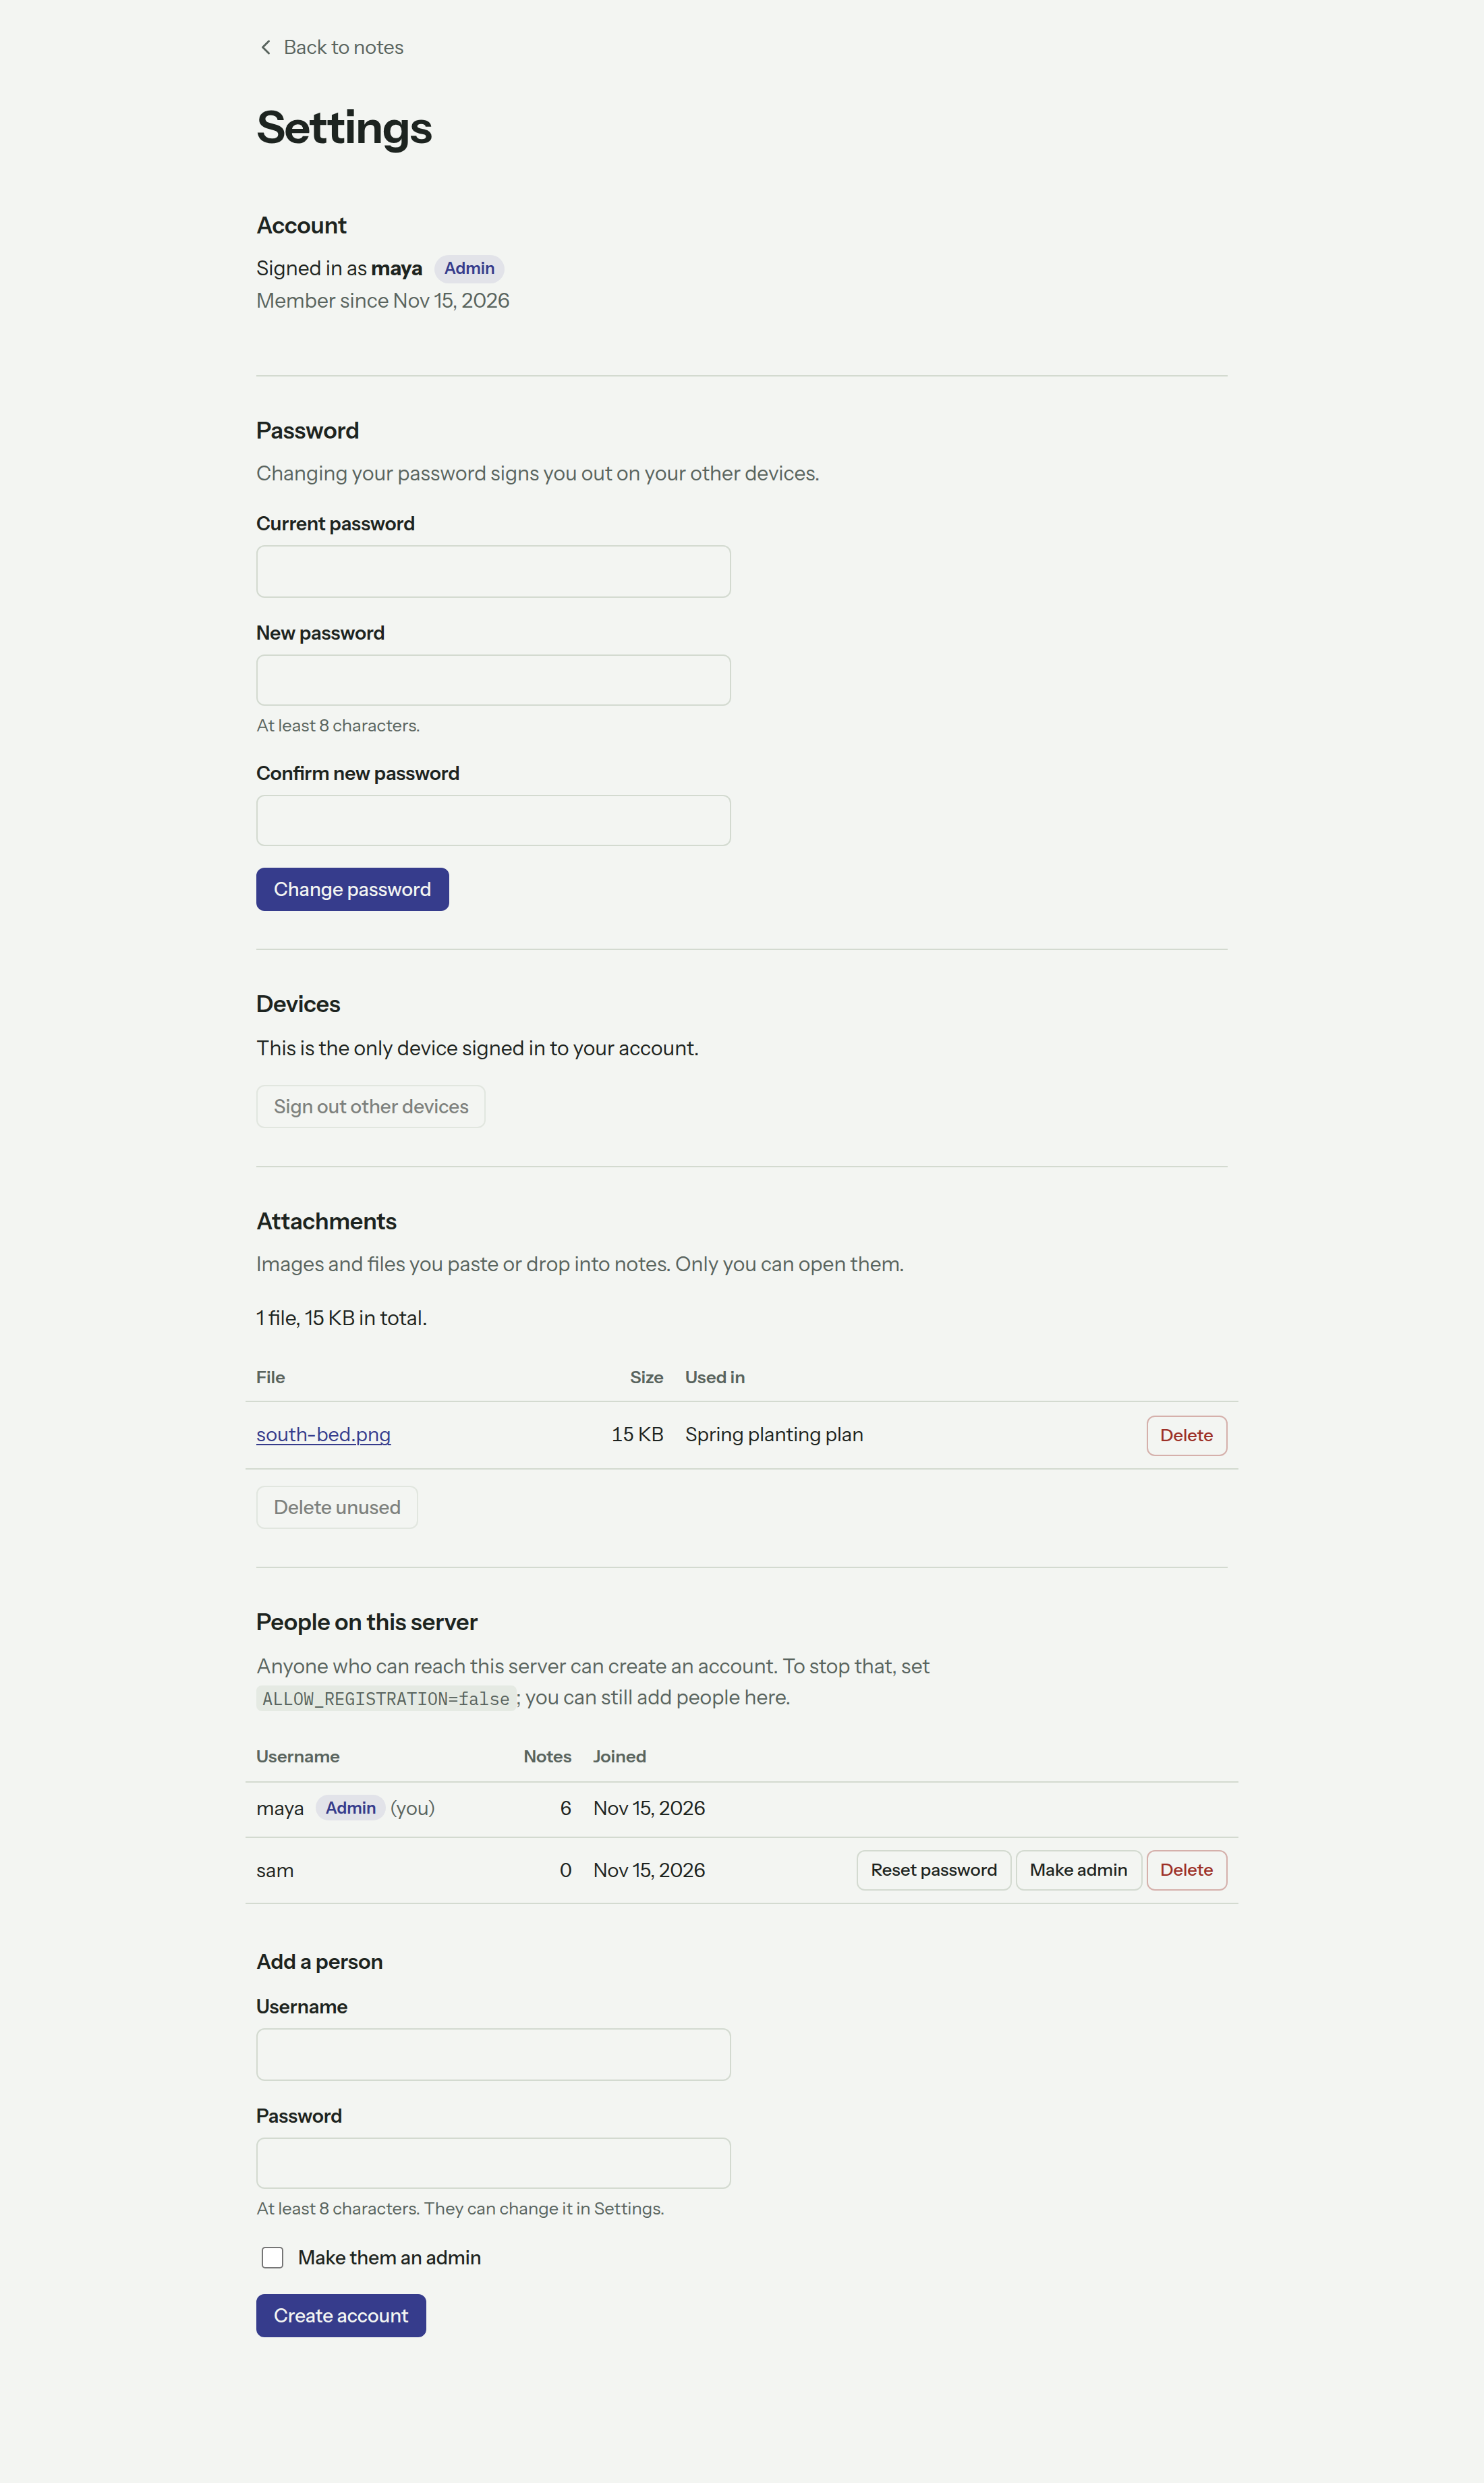 Back to notes
Settings
Account
Signed in as maya Admin
Member since Nov 15, 2026
Password
Changing your password signs you out on your other devices.
Current password
New password
At least 8 characters.
Confirm new password
Change password
Devices
This is the only device signed in to your account.
Sign out other devices
Attachments
Images and files you paste or drop into notes. Only you can open them.
1 file, 15 KB in total.
File Size Used in
south-bed.png 15 KB Spring planting plan Delete
Delete unused
People on this server
Anyone who can reach this server can create an account. To stop that, set
ALLOW_REGISTRATION=false; you can still add people here.
Username Notes Joined
maya Admin (you) 6 Nov 15, 2026
sam 0 Nov 15, 2026 Reset password Make admin Delete
Add a person
Username
Password
At least 8 characters. They can change it in Settings.
Make them an admin
Create account